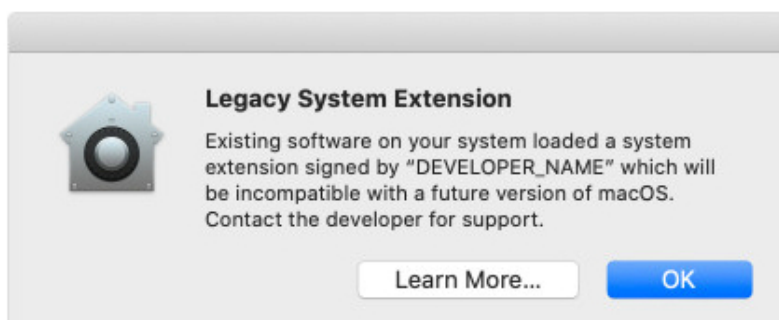 Legacy System Extension
Existing software on your system loaded a system
extension signed by “DEVELOPER_NAME” which will
be incompatible with a future version of macOS.
Contact the developer for support.
Learn More...
OK